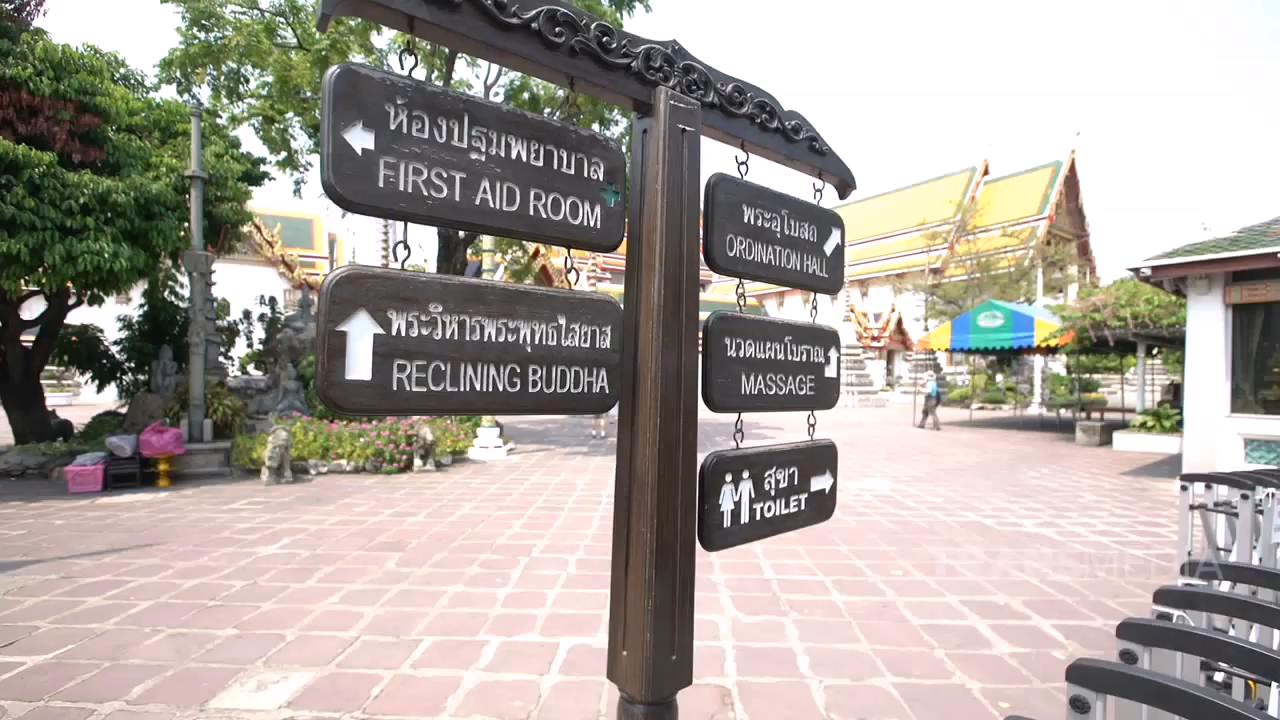 ห้องปฐมพยาบาล
FIRST AID ROOM
พระวิหารพระพุทธไสยาส
RECLINING BUDDHA
พระอุโบสถ
ORDINATION HALL
นวดแผนโบราณ
MASSAGE
สุขา
TOILET
TRANSMEDIA